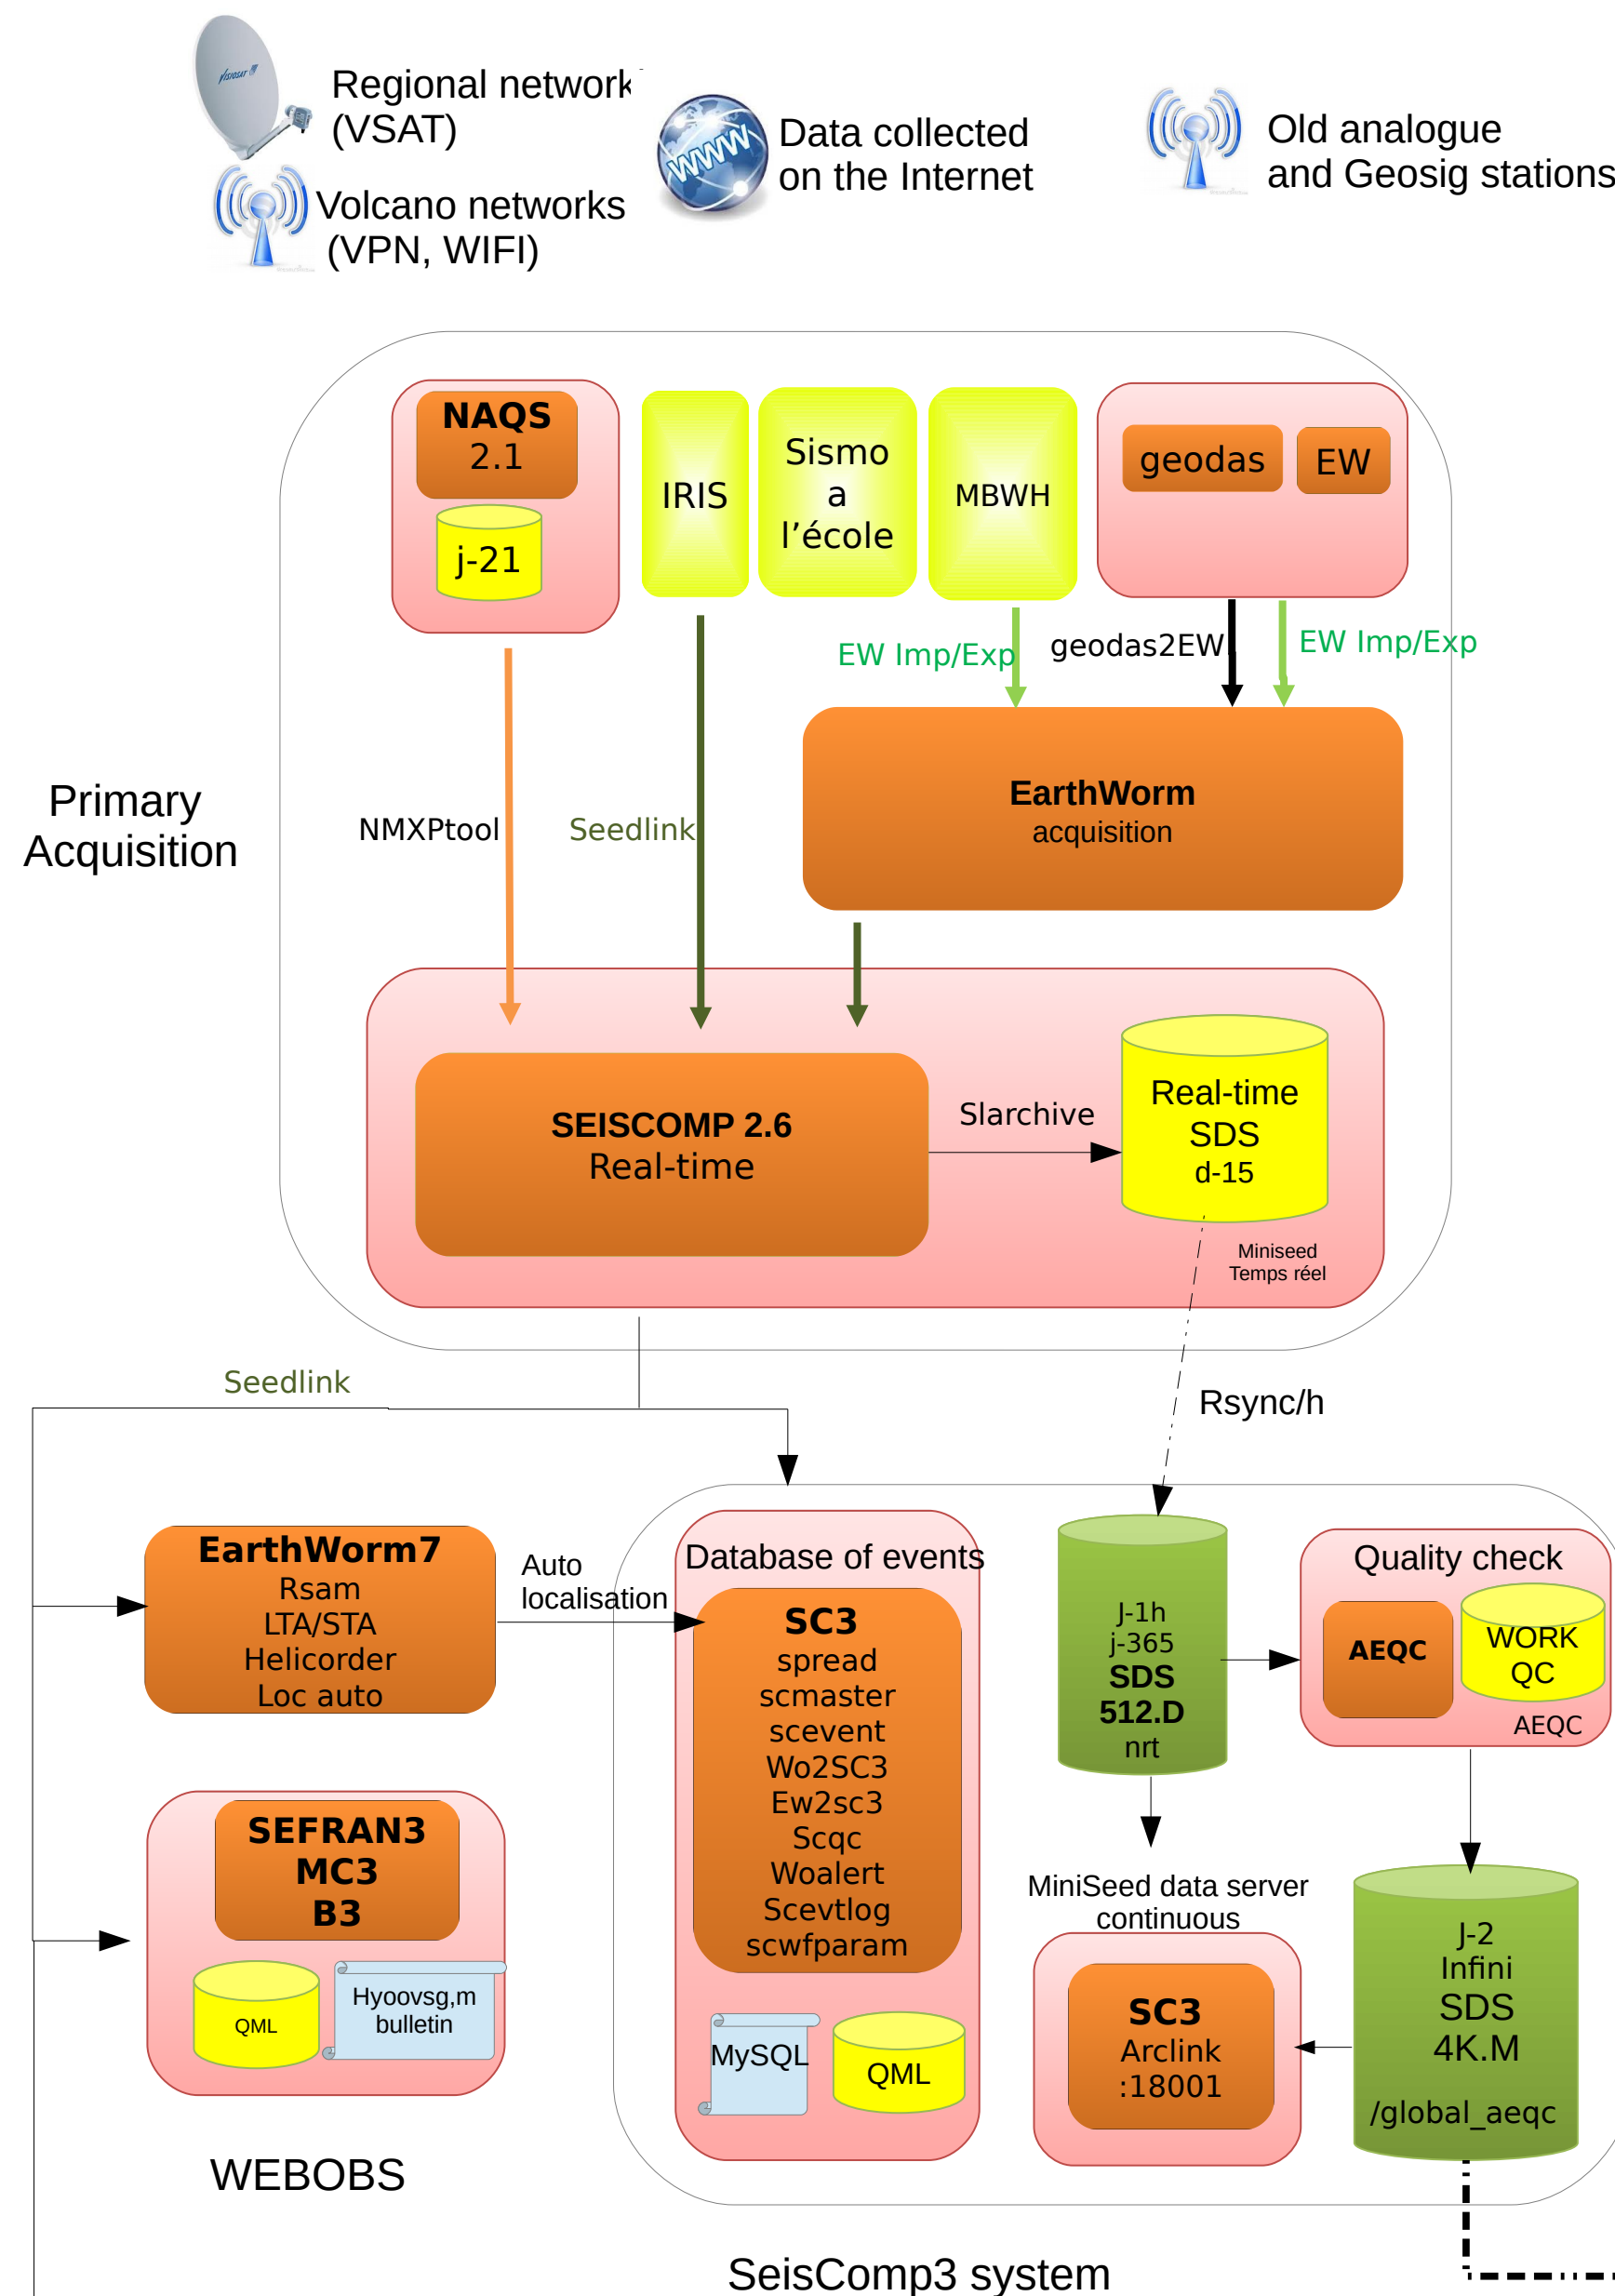 VISIOSAT
Regional network
(VSAT)
Volcano networks
(VPN, WIFI)
WWW
Data collected
on the Internet
Old analogue
and Geosig stations
Primary
Acquisition
NAQS
2.1
j-21
IRIS
Sismo
a
l’école
MBWH
geodas
EW
EW Imp/Exp
geodas2EW
EW Imp/Exp
NMXPtool
Seedlink
EarthWorm
acquisition
SEISCOMP 2.6
Real-time
Slarchive
Real-time
SDS
d-15
Miniseed
Temps réel
Seedlink
Rsync/h
EarthWorm7
Rsam
LTA/STA
Helicorder
Loc auto
Auto
localisation
Database of events
SC3
spread
scmaster
scevent
Wo2SC3
Ew2sc3
Scqc
Woalert
Scevtlog
scwfparam
MySQL
QML
J-1h
j-365
SDS
512.D
nrt
Quality check
AEQC
WORK
QC
AEQC
SEFRAN3
MC3
B3
QML
Hyoovsg,m
bulletin
WEBOBS
MiniSeed data server
continuous
SC3
Arclink
:18001
J-2
Infini
SDS
4K.M
/global_aeqc
SeisComp3 system